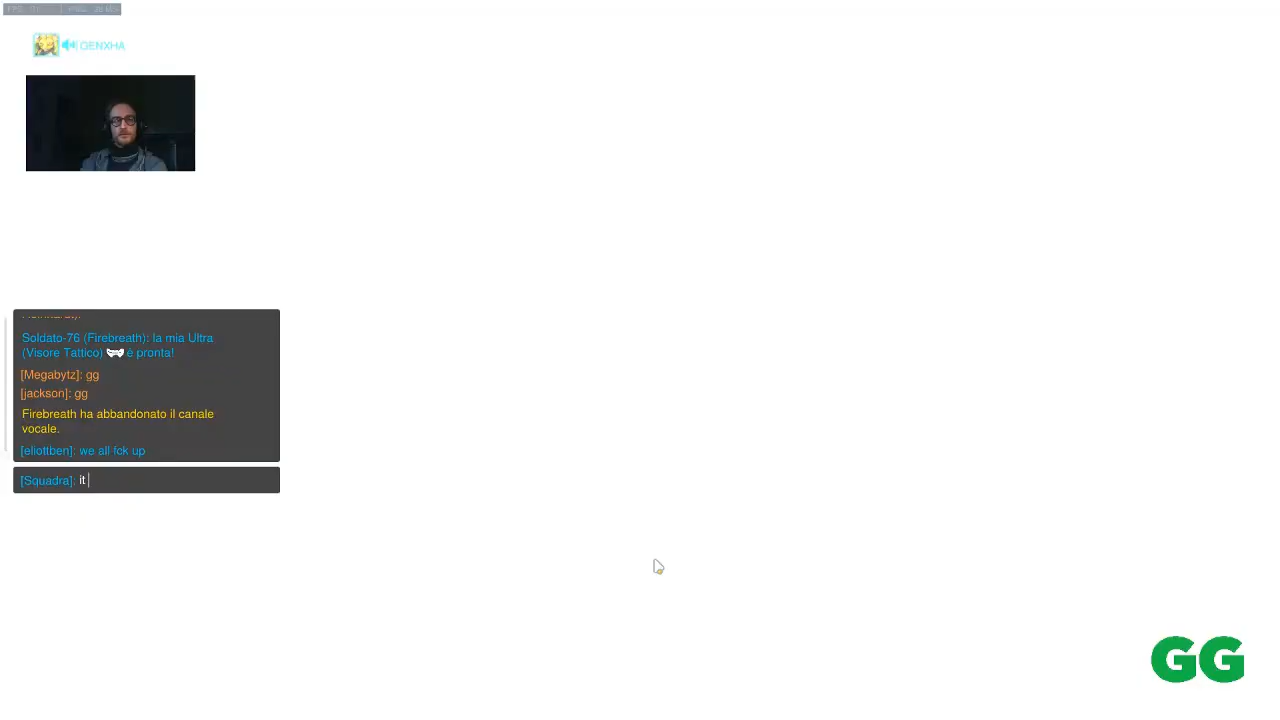 GENXHA
Soldato-76 (Firebreath): la mia Ultra
(Visore Tattico) è pronta!
[Megabytz]: gg
[jackson]: gg
Firebreath ha abbandonato il canale
vocale.
[eliottben]: we all fck up
[Squadra]: it
GG